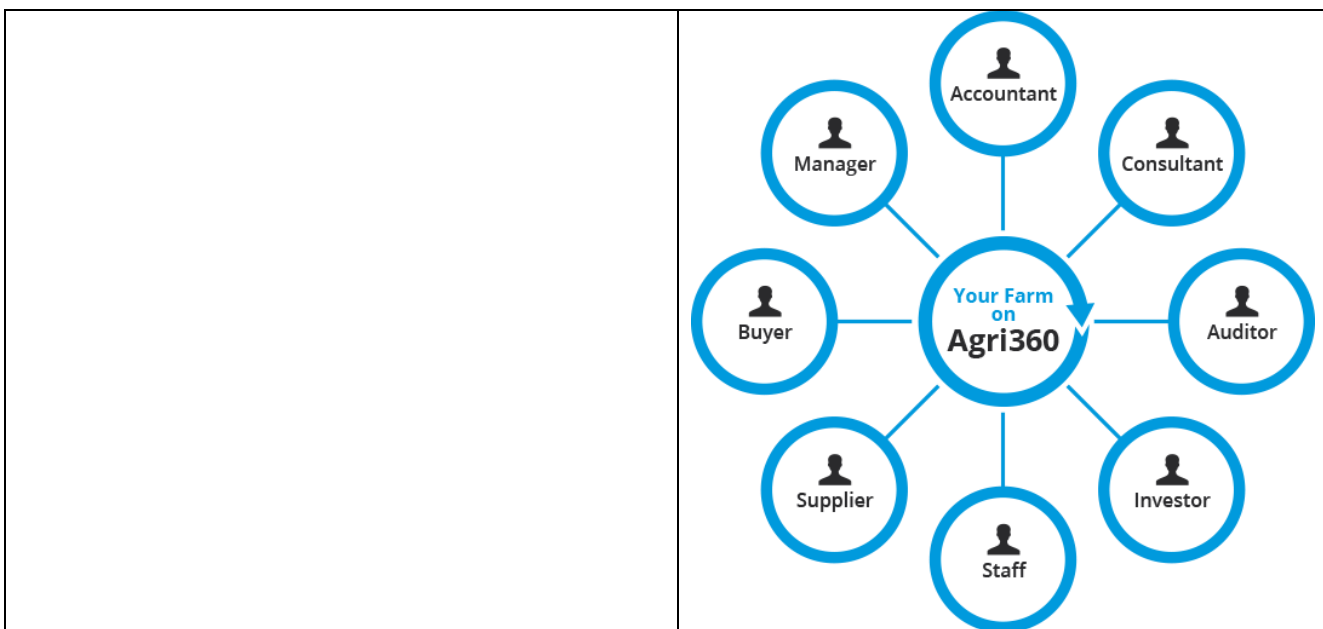 Accountant
Manager
Consultant
Your Farm
on
Agri360
Buyer
Auditor
Supplier
Investor
Staff